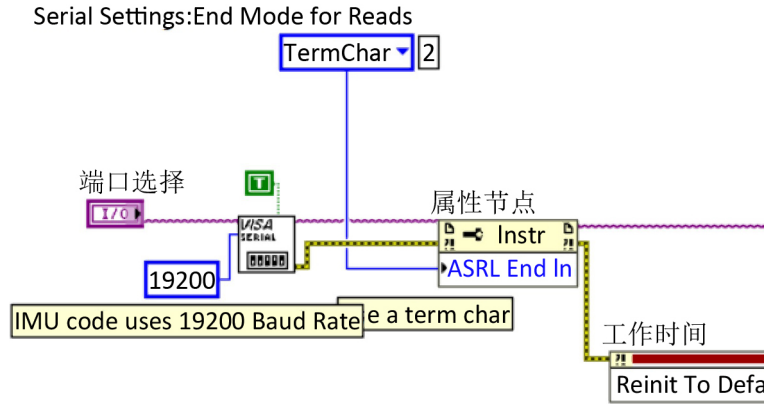 Serial Settings:End Mode for Reads
TermChar 2
端口选择
T
I/O
属性节点
VISA
SERIAL
Instr
ASRL End In
19200
IMU code uses 19200 Baud Rate
e a term char
工作时间
Reinit To Defa